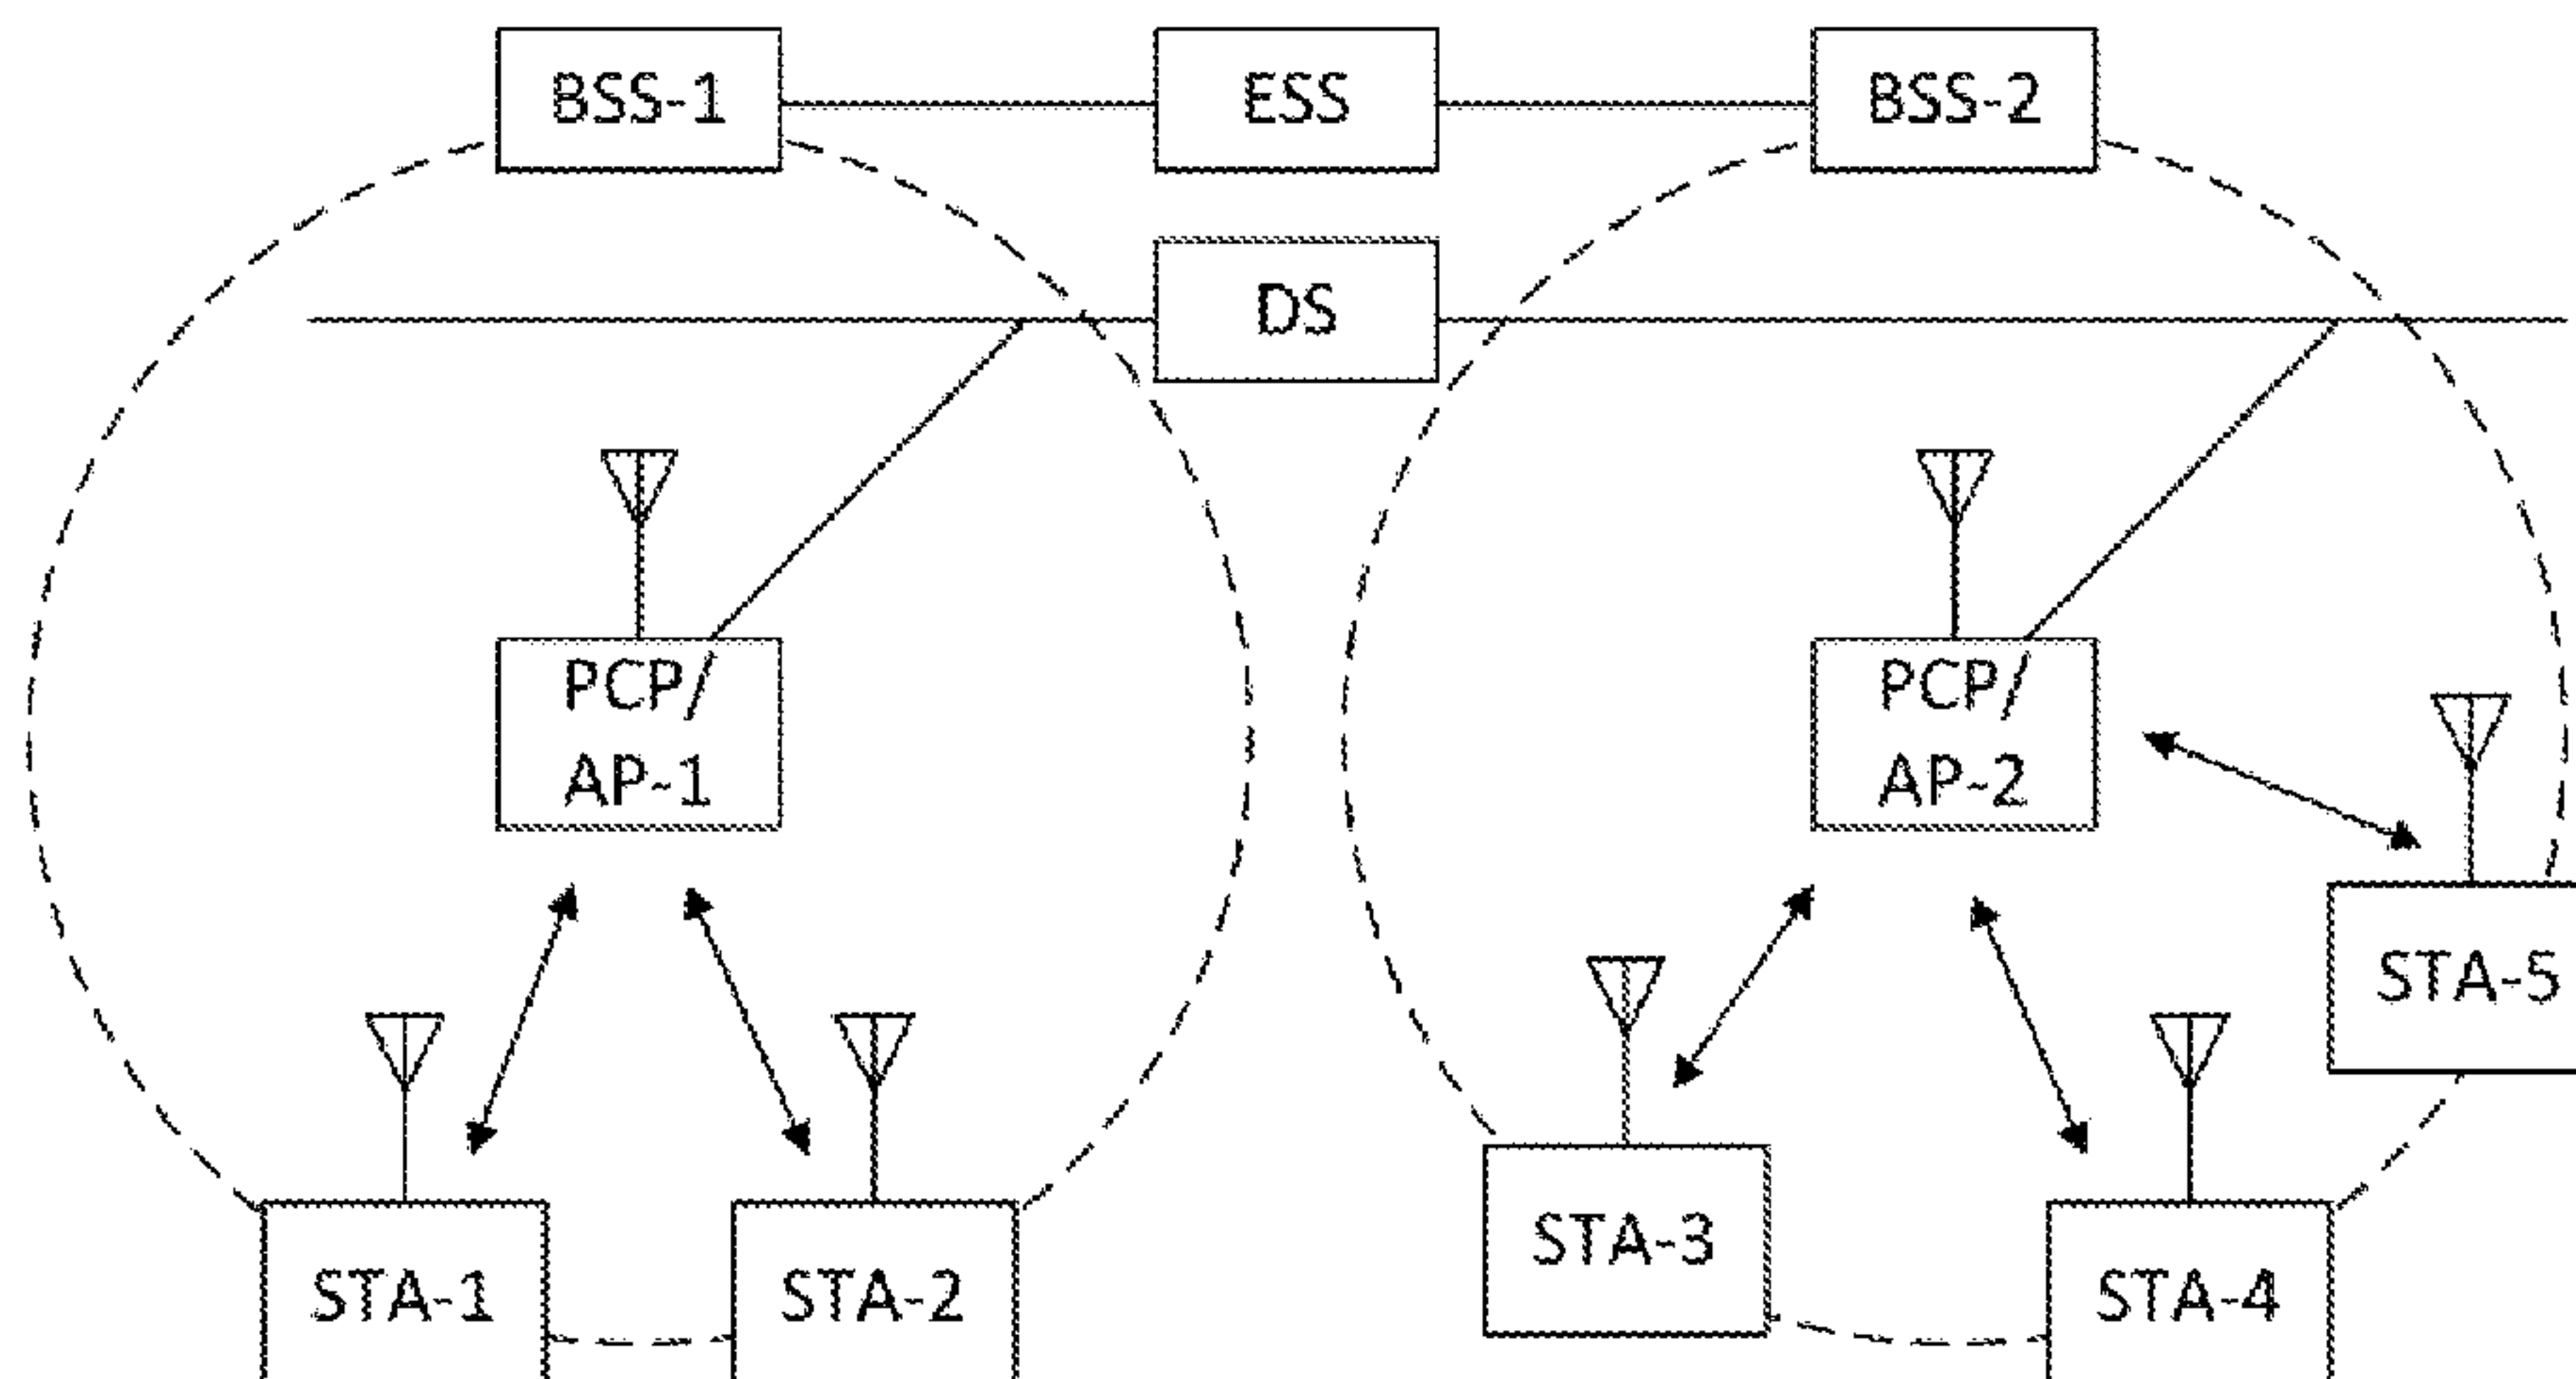 BSS-1
ESS
BSS-2
DS
PCP/
AP-1
PCP/
AP-2
STA-5
STA-3
STA-1
STA-2
STA-4